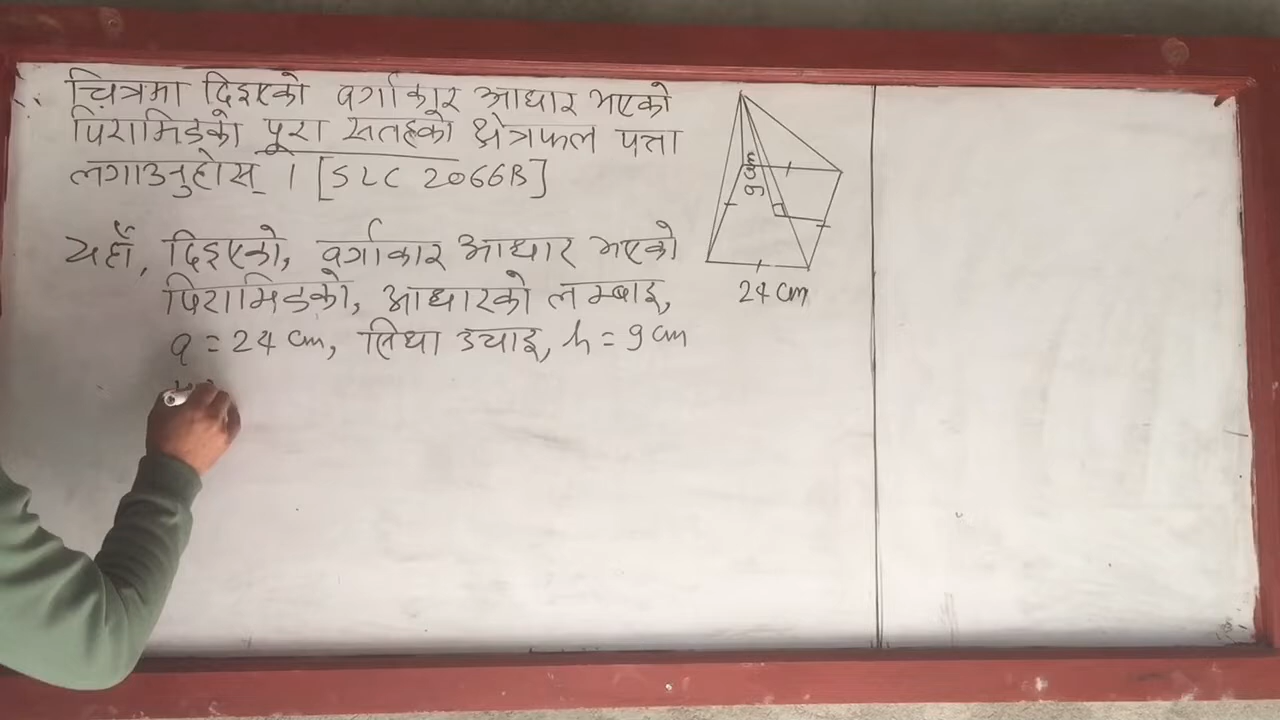 चित्रमा दिइएको वर्गाकार आधार भएको
पिरामिडको पूरा सतहको क्षेत्रफल पत्ता
लगाउनुहोस् । [SLC 2066B]
यहाँ, दिइएको, वर्गाकार आधार भएको
पिरामिडको, आधारको लम्बाइ,
a = 24 cm, सिधा उचाइ, h = 9 cm
9 cm
24 cm